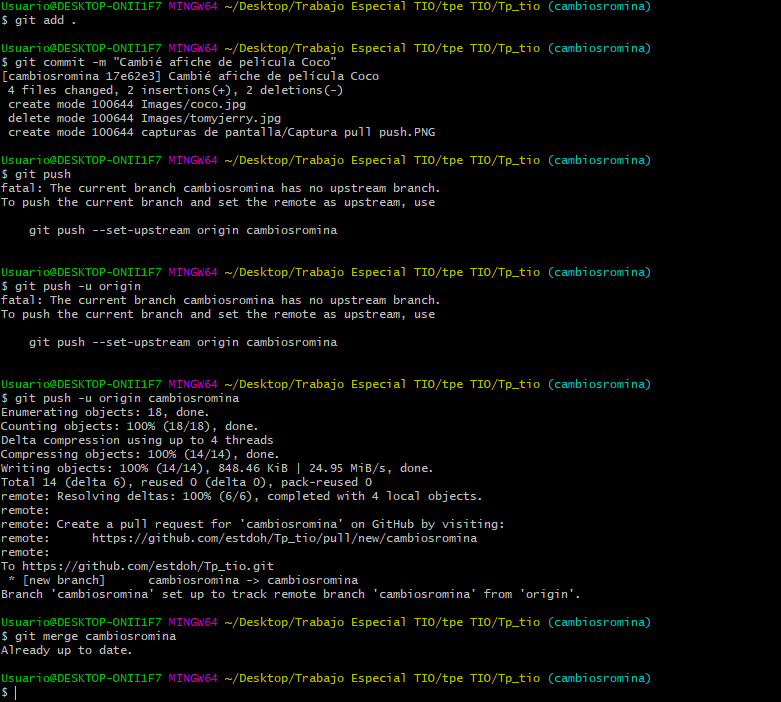 Usuario@DESKTOP-ONII1F7 MINGW64 ~/Desktop/Trabajo Especial TIO/tpe TIO/Tp_tio (cambiosromina)
$ git add .
Usuario@DESKTOP-ONII1F7 MINGW64 ~/Desktop/Trabajo Especial TIO/tpe TIO/Tp_tio (cambiosromina)
$ git commit -m "Cambié afiche de película Coco"
[cambiosromina 17e62e3] Cambié afiche de película Coco
4 files changed, 2 insertions(+), 2 deletions(-)
create mode 100644 Images/coco.jpg
delete mode 100644 Images/tomyjerry.jpg
create mode 100644 capturas de pantalla/Captura pull push.PNG
Usuario@DESKTOP-ONII1F7 MINGW64 ~/Desktop/Trabajo Especial TIO/tpe TIO/Tp_tio (cambiosromina)
$ git push
fatal: The current branch cambiosromina has no upstream branch.
To push the current branch and set the remote as upstream, use
git push --set-upstream origin cambiosromina
Usuario@DESKTOP-ONII1F7 MINGW64 ~/Desktop/Trabajo Especial TIO/tpe TIO/Tp_tio (cambiosromina)
$ git push -u origin
fatal: The current branch cambiosromina has no upstream branch.
To push the current branch and set the remote as upstream, use
git push --set-upstream origin cambiosromina
Usuario@DESKTOP-ONII1F7 MINGW64 ~/Desktop/Trabajo Especial TIO/tpe TIO/Tp_tio (cambiosromina)
$ git push -u origin cambiosromina
Enumerating objects: 18, done.
Counting objects: 100% (18/18), done.
Delta compression using up to 4 threads
Compressing objects: 100% (14/14), done.
Writing objects: 100% (14/14), 848.46 KiB | 24.95 MiB/s, done.
Total 14 (delta 6), reused 0 (delta 0), pack-reused 0
remote: Resolving deltas: 100% (6/6), completed with 4 local objects.
remote:
remote: Create a pull request for 'cambiosromina' on GitHub by visiting:
remote:      https://github.com/estdoh/Tp_tio/pull/new/cambiosromina
remote:
To https://github.com/estdoh/Tp_tio.git
* [new branch]      cambiosromina -> cambiosromina
Branch 'cambiosromina' set up to track remote branch 'cambiosromina' from 'origin'.
Usuario@DESKTOP-ONII1F7 MINGW64 ~/Desktop/Trabajo Especial TIO/tpe TIO/Tp_tio (cambiosromina)
$ git merge cambiosromina
Already up to date.
Usuario@DESKTOP-ONII1F7 MINGW64 ~/Desktop/Trabajo Especial TIO/tpe TIO/Tp_tio (cambiosromina)
$